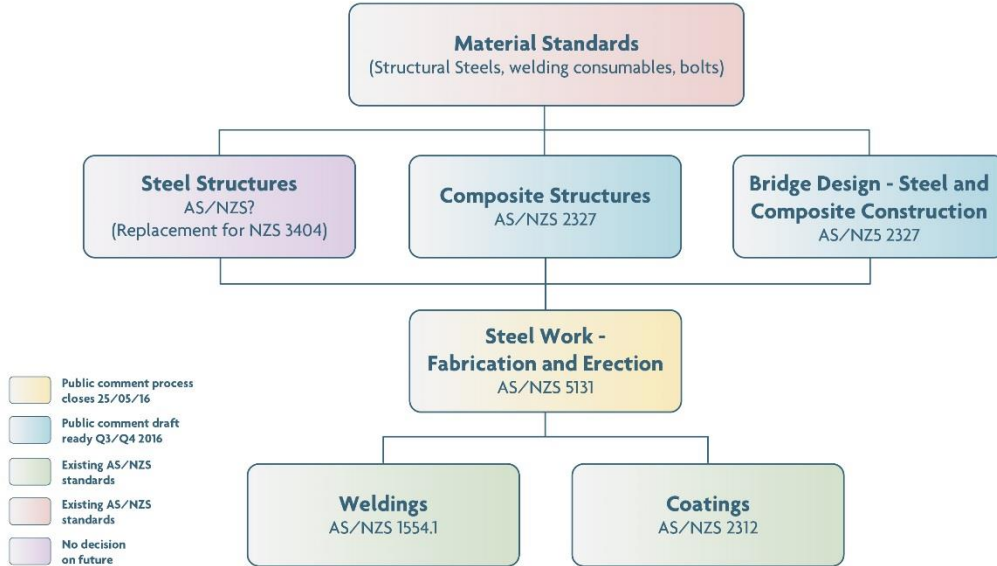 Material Standards
(Structural Steels, welding consumables, bolts)
Steel Structures
AS/NZS?
(Replacement for NZS 3404)
Composite Structures
AS/NZS 2327
Bridge Design - Steel and
Composite Construction
AS/NZ5 2327
Steel Work -
Fabrication and Erection
AS/NZS 5131
Public comment process
closes 25/05/16
Public comment draft
ready Q3/Q4 2016
Existing AS/NZS
standards
Existing AS/NZS
standards
No decision
on future
Weldings
AS/NZS 1554.1
Coatings
AS/NZS 2312